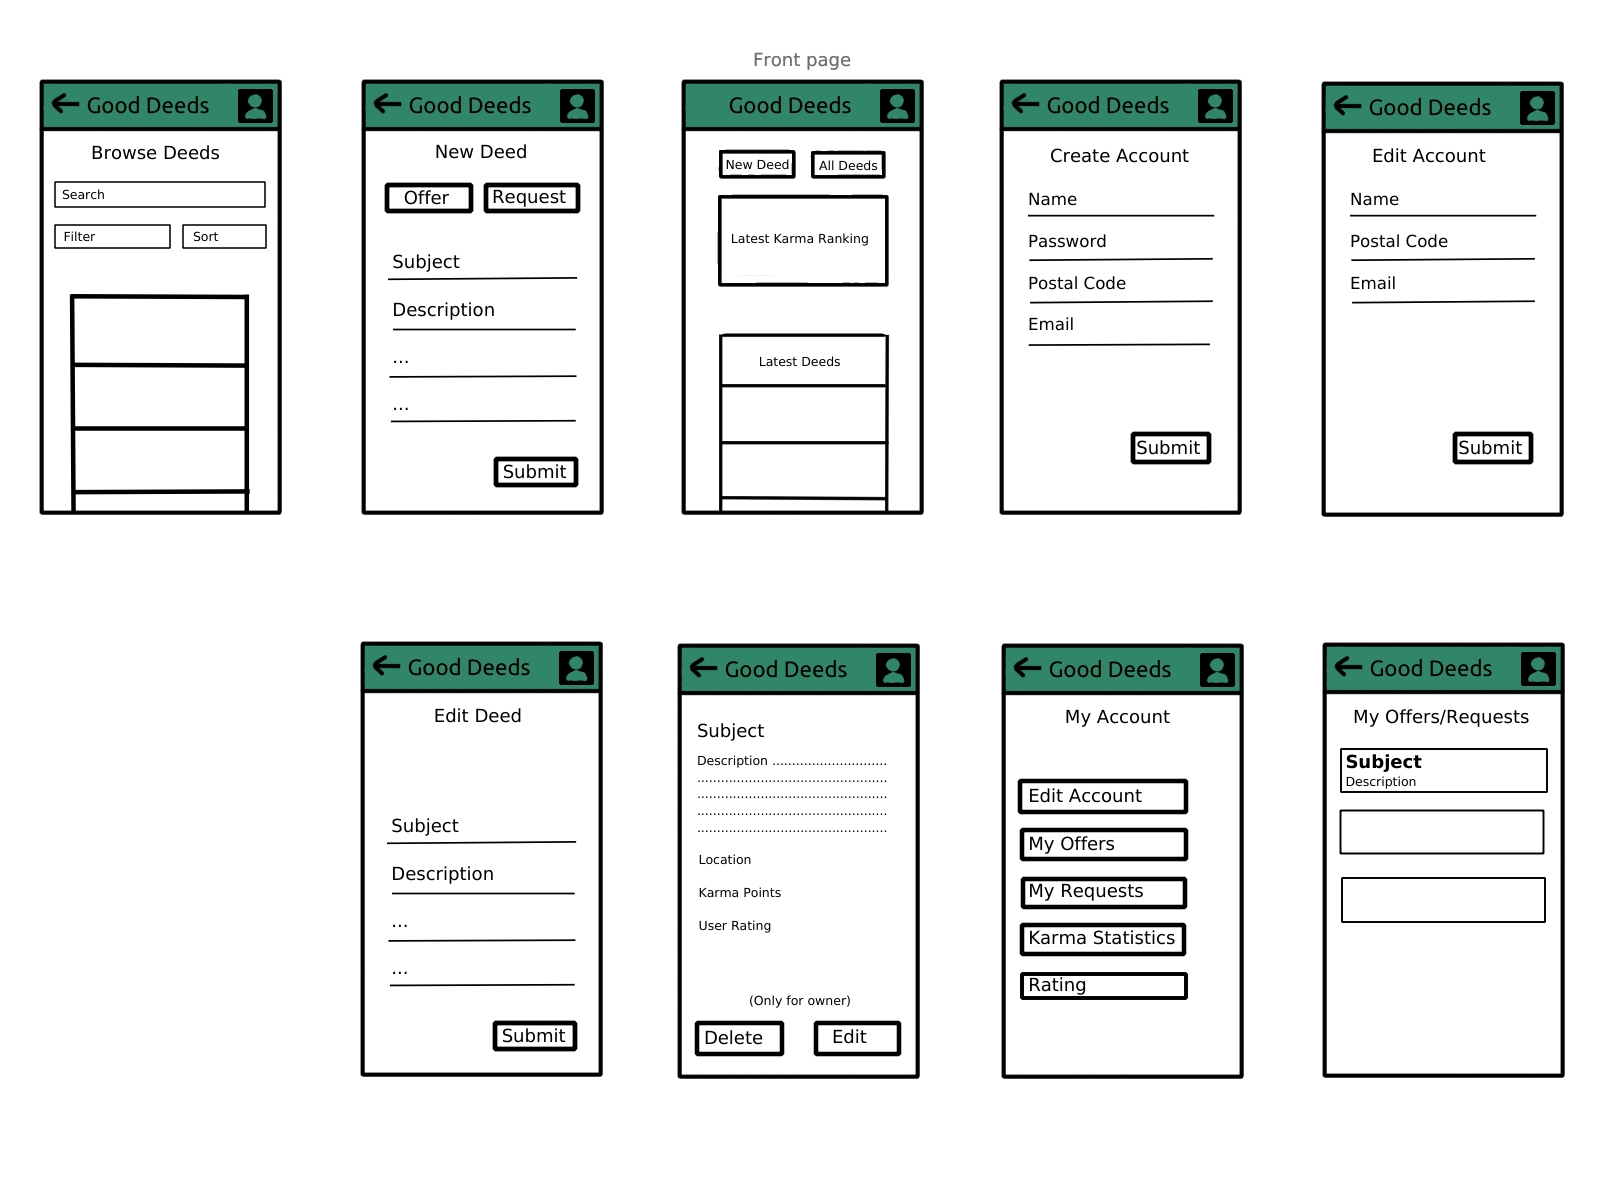 Front page
Good Deeds
Browse Deeds
Search
Filter
Sort
Good Deeds
New Deed
Offer
Request
Subject
Description
...
...
Submit
Good Deeds
New Deed
All Deeds
Latest Karma Ranking
Latest Deeds
Good Deeds
Create Account
Name
Password
Postal Code
Email
Submit
Good Deeds
Edit Account
Name
Postal Code
Email
Submit
Good Deeds
Edit Deed
Subject
Description
...
...
Submit
Good Deeds
Subject
Description .............................
................................................
................................................
................................................
................................................
Location
Karma Points
User Rating
(Only for owner)
Delete
Edit
Good Deeds
My Account
Edit Account
My Offers
My Requests
Karma Statistics
Rating
Good Deeds
My Offers/Requests
Subject
Description